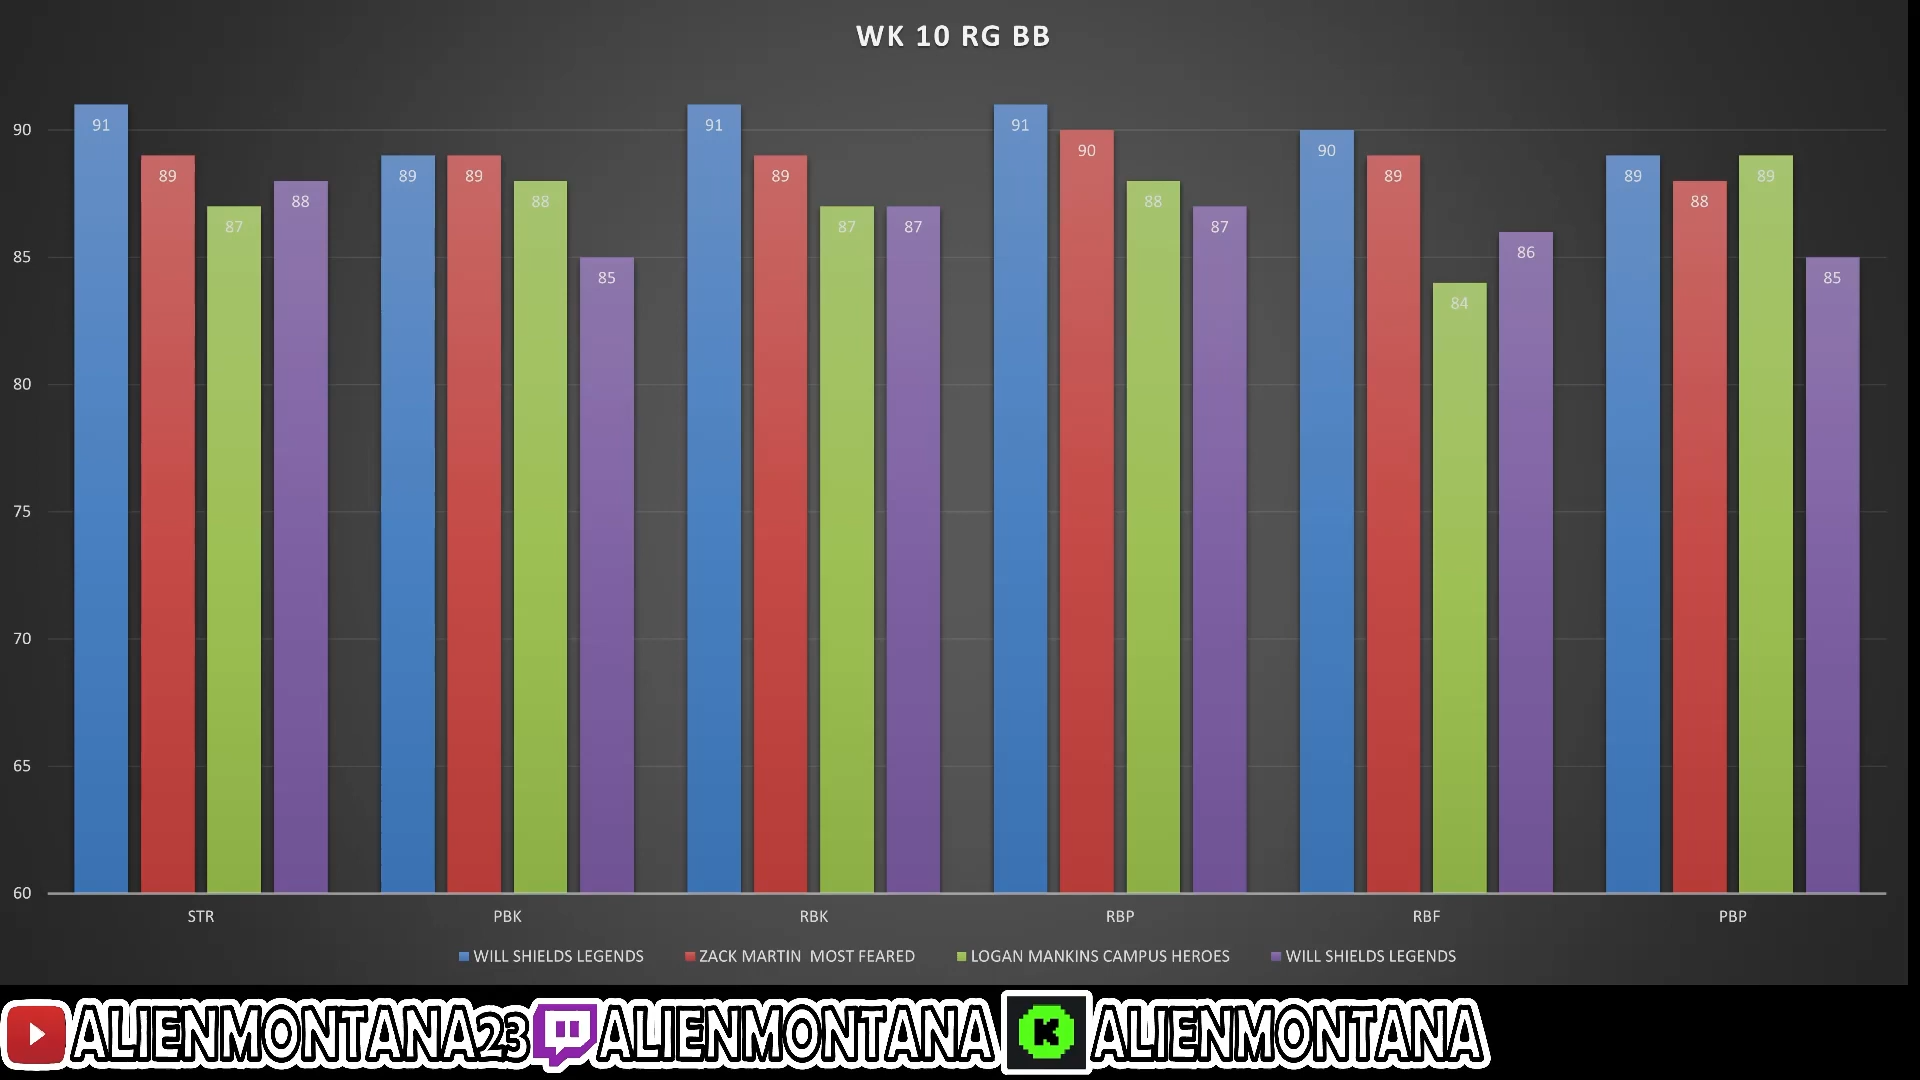 WK 10 RG BB
91 89 87 88 89 89 88 85 91 89 87 87 91 90 88 87 90 89 84 86 89 88 89 85
90
85
80
75
70
65
60
STR PBK RBK RBP RBF PBP
WILL SHIELDS LEGENDS ZACK MARTIN MOST FEARED LOGAN MANKINS CAMPUS HEROES WILL SHIELDS LEGENDS
ALIENMONTANA23 ALIENMONTANA K ALIENMONTANA